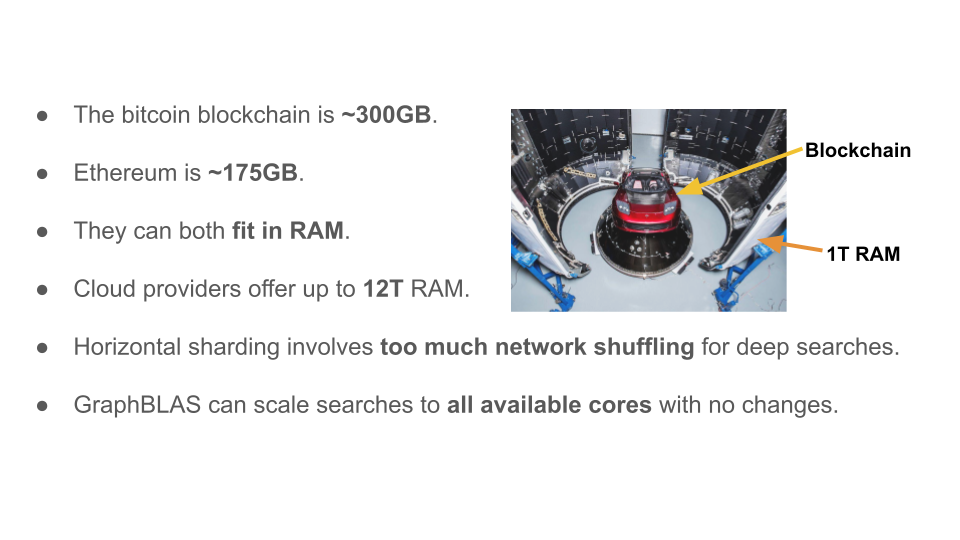 ● The bitcoin blockchain is ~300GB.
● Ethereum is ~175GB.
● They can both fit in RAM.
● Cloud providers offer up to 12T RAM.
● Horizontal sharding involves too much network shuffling for deep searches.
● GraphBLAS can scale searches to all available cores with no changes.
Blockchain
1T RAM